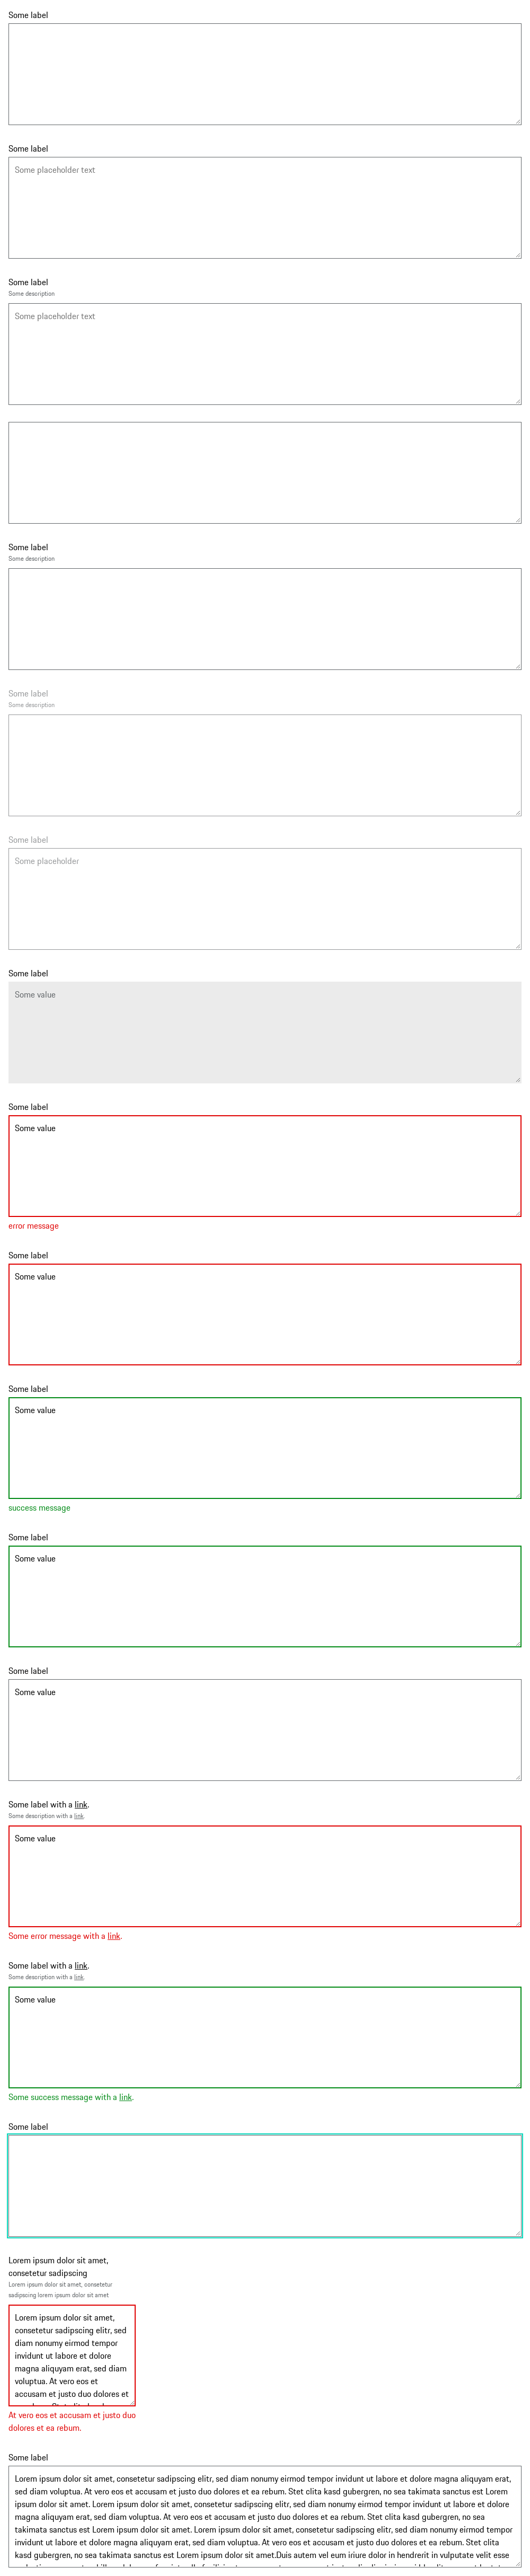 Some label
Some label
Some placeholder text
Some label
Some description
Some placeholder text
Some label
Some description
Some label
Some description
Some label
Some placeholder
Some label
Some value
Some label
Some value
error message
Some label
Some value
Some label
Some value
success message
Some label
Some value
Some label
Some value
Some label with a link.
Some description with a link.
Some value
Some error message with a link.
Some label with a link.
Some description with a link.
Some value
Some success message with a link.
Some label
Lorem ipsum dolor sit amet,
consetetur sadipscing
Lorem ipsum dolor sit amet, consetetur
sadipscing lorem ipsum dolor sit amet
Lorem ipsum dolor sit amet,
consetetur sadipscing elitr, sed
diam nonumy eirmod tempor
invidunt ut labore et dolore
magna aliquyam erat, sed diam
voluptua. At vero eos et
accusam et justo duo dolores et
At vero eos et accusam et justo duo
dolores et ea rebum.
Some label
Lorem ipsum dolor sit amet, consetetur sadipscing elitr, sed diam nonumy eirmod tempor invidunt ut labore et dolore magna aliquyam erat,
sed diam voluptua. At vero eos et accusam et justo duo dolores et ea rebum. Stet clita kasd gubergren, no sea takimata sanctus est Lorem
ipsum dolor sit amet. Lorem ipsum dolor sit amet, consetetur sadipscing elitr, sed diam nonumy eirmod tempor invidunt ut labore et dolore
magna aliquyam erat, sed diam voluptua. At vero eos et accusam et justo duo dolores et ea rebum. Stet clita kasd gubergren, no sea
takimata sanctus est Lorem ipsum dolor sit amet. Lorem ipsum dolor sit amet, consetetur sadipscing elitr, sed diam nonumy eirmod tempor
invidunt ut labore et dolore magna aliquyam erat, sed diam voluptua. At vero eos et accusam et justo duo dolores et ea rebum. Stet clita
kasd gubergren, no sea takimata sanctus est Lorem ipsum dolor sit amet.Duis autem vel eum iriure dolor in hendrerit in vulputate velit esse